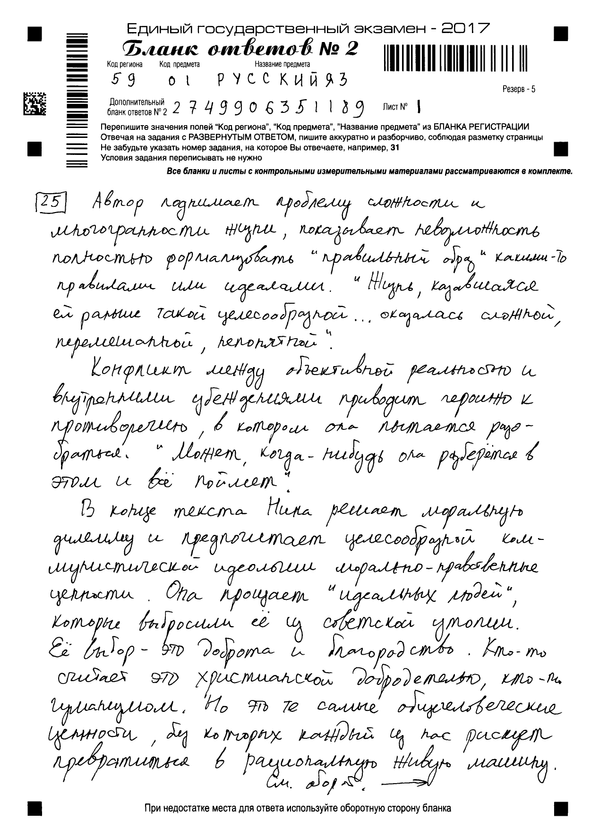 Единый государственный экзамен - 2017
Бланк ответов № 2
Код региона Код предмета Название предмета
59 01 РУССКИЙЯЗ
Резерв - 5
Дополнительный
бланк ответов № 2 2749906351189 Лист № 1
Перепишите значения полей "Код региона", "Код предмета", "Название предмета" из БЛАНКА РЕГИСТРАЦИИ
Отвечая на задания с РАЗВЕРНУТЫМ ОТВЕТОМ, пишите аккуратно и разборчиво, соблюдая разметку страницы
Не забудьте указать номер задания, на которое Вы отвечаете, например, 31
Условия задания переписывать не нужно
Все бланки и листы с контрольными измерительными материалами рассматриваются в комплекте.
25 Автор поднимает проблему сложности и
многогранности жизни, показывает невозможность
полностью формализовать "правильный образ" какими-то
правилами или идеалами. "Жизнь, казавшаяся
ей раньше такой целесообразной... оказалась сложной,
перемешанной, непонятной".
Конфликт между объективной реальностью и
внутренними убеждениями приводит героиню к
противоречию, в котором она пытается разо-
браться. "Может, когда-нибудь она разберётся в
этом и всё поймет".
В конце текста Нина решает моральную
дилемму и предпочитает целесообразной ком-
мунистической идеологии морально-нравственные
ценности. Она прощает "идеальных людей",
которые выбросили её из советской утопии.
Её выбор - это доброта и благородство. Кто-то
считает это христианской добродетелью, кто-то
гуманизмом. Но это те самые общечеловеческие
ценности, без которых каждый из нас рискует
превратиться в рациональную живую машину.
См. оборот. →
При недостатке места для ответа используйте оборотную сторону бланка